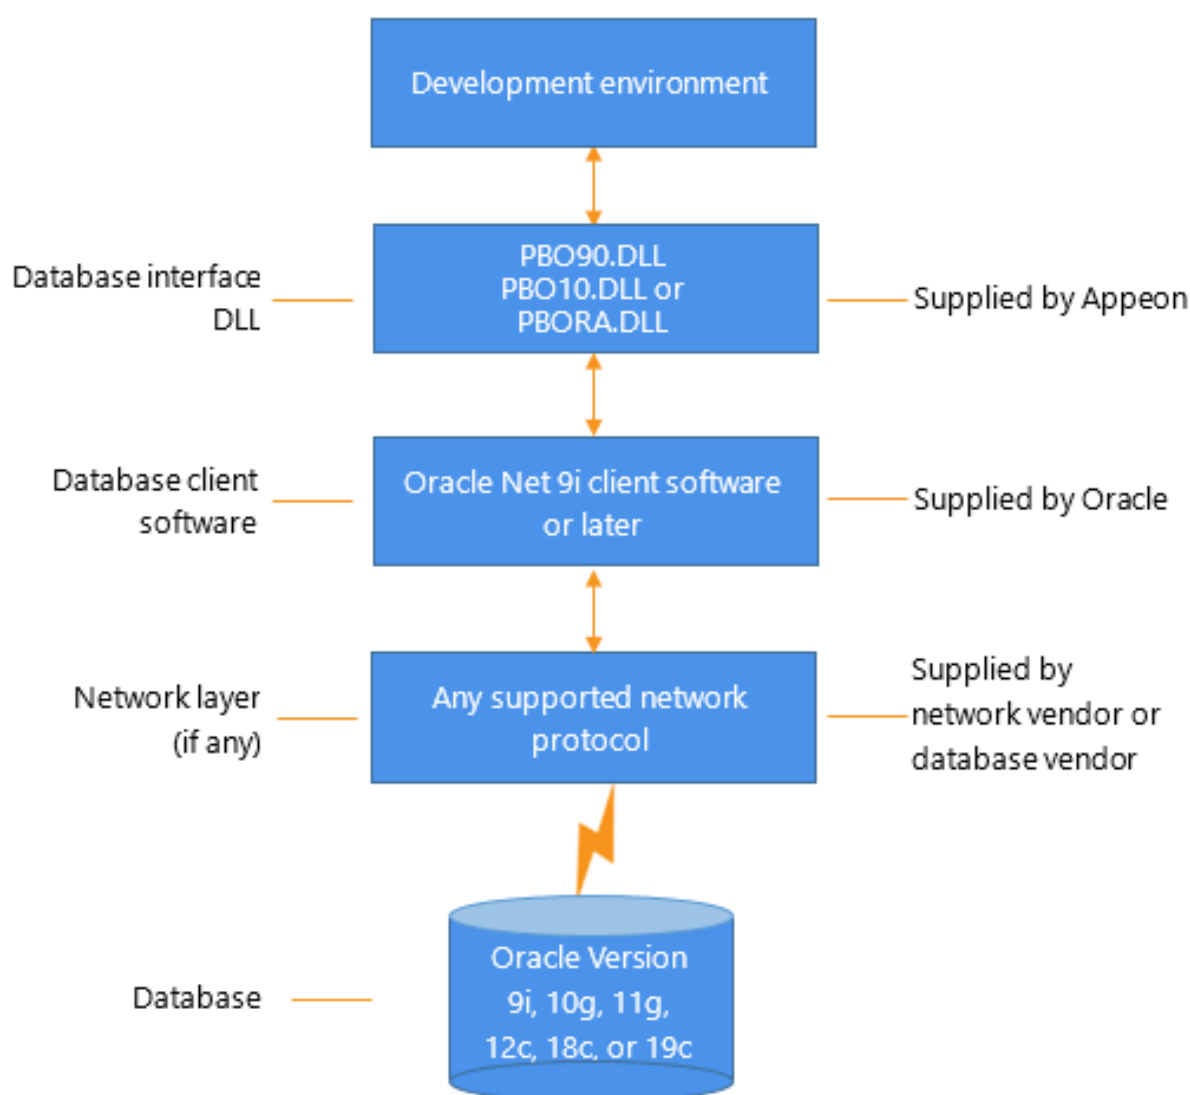 Development environment
Database interface
DLL
PBO90.DLL
PBO10.DLL or
PBORA.DLL
Supplied by Appeon
Database client
software
Oracle Net 9i client software
or later
Supplied by Oracle
Network layer
(if any)
Any supported network
protocol
Supplied by
network vendor or
database vendor
Database
Oracle Version
9i, 10g, 11g,
12c, 18c, or 19c